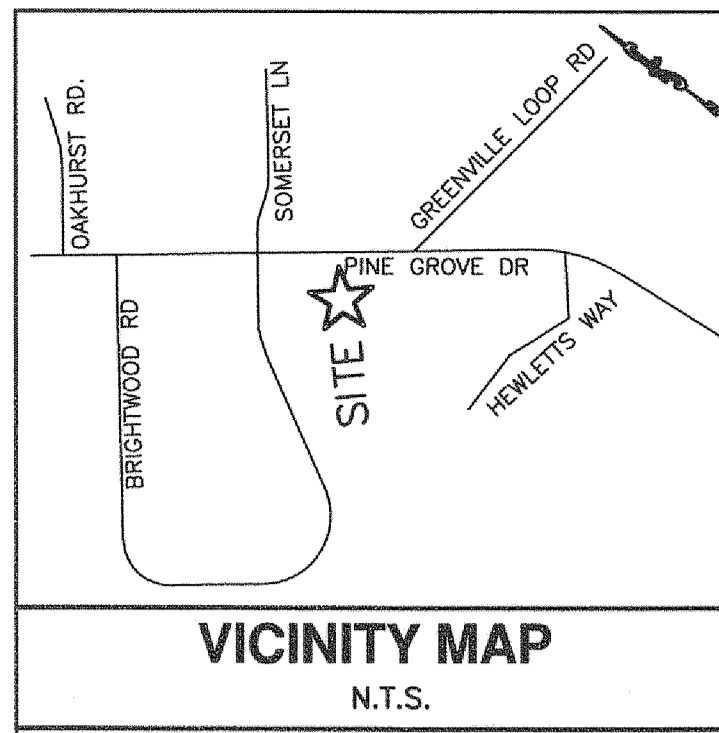 OAKHURST RD.
SOMERSET LN
GREENVILLE LOOP RD
PINE GROVE DR
BRIGHTWOOD RD
SITE
HEWLETTS WAY
VICINITY MAP
N.T.S.